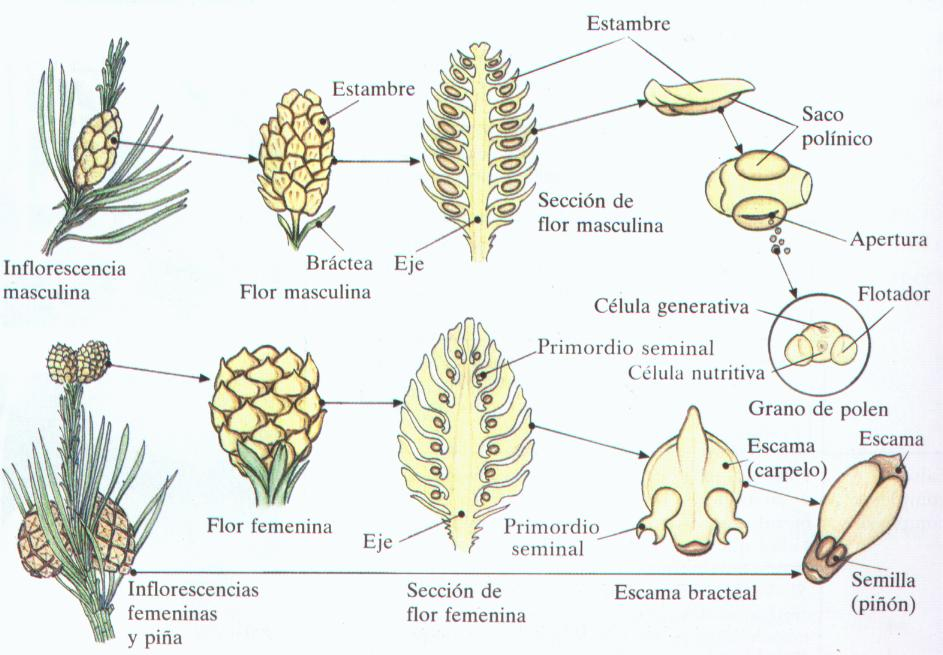 Estambre
Estambre
Saco
polínico
Sección de
flor masculina
Apertura
Bráctea
Eje
Inflorescencia
masculina
Flor masculina
Célula generativa
Flotador
Primordio seminal
Célula nutritiva
Grano de polen
Escama
(carpelo)
Escama
Flor femenina
Eje
Primordio
seminal
Semilla
(piñón)
Inflorescencias
femeninas
y piña
Sección de
flor femenina
Escama bracteal